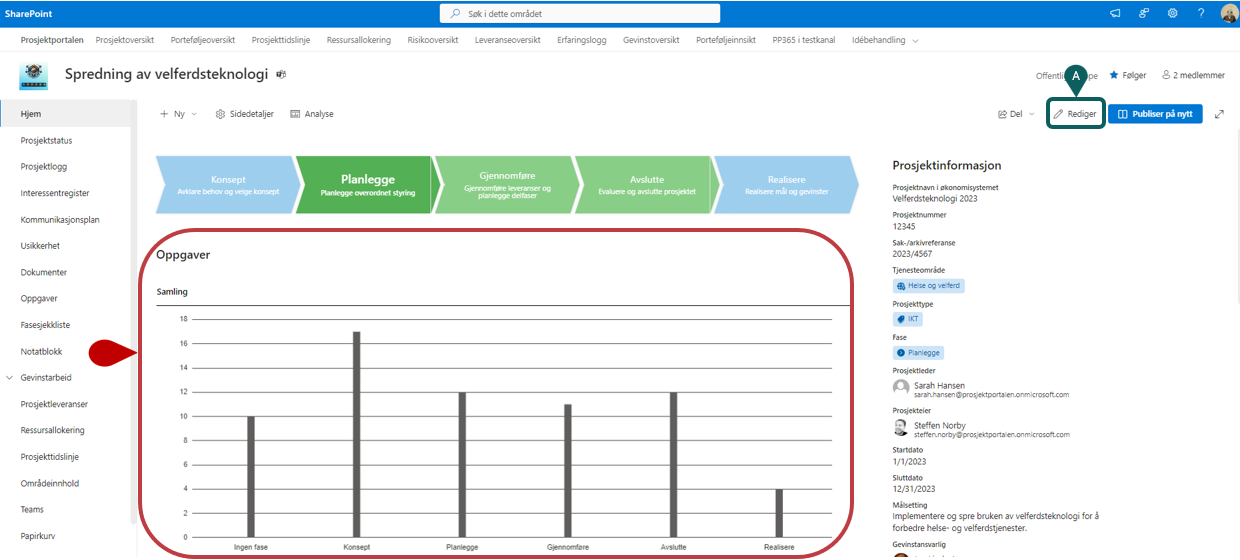 SharePoint
Søk i dette området
?
Prosjektportalen Prosjektoversikt Porteføljeoversikt Prosjekttidslinje Ressursallokering Risikooversikt Leveranseoversikt Erfaringslogg Gevinstoversikt Porteføljeinnsikt PP365 i testkanal Idébehandling
Spredning av velferdsteknologi
Offentli
pe
Følger
2 medlemmer
A
Hjem
Prosjektstatus
Prosjektlogg
Interessentregister
Kommunikasjonsplan
Usikkerhet
Dokumenter
Oppgaver
Fasesjekkliste
Notatblokk
Gevinstarbeid
Prosjektleveranser
Ressursallokering
Prosjekttidslinje
Områdeinnhold
Teams
Papirkurv
Ny
Sidedetaljer
Analyse
Del
Rediger
Publiser på nytt
Konsept
Avklare behov og velge konsept
Planlegge
Planlegge overordnet styring
Gjennomføre
Gjennomføre leveranser og
planlegge delfaser
Avslutte
Evaluere og avslutte prosjektet
Realisere
Realisere mål og gevinster
Oppgaver
Samling
18
16
14
12
10
8
6
4
2
0
Ingen fase Konsept Planlegge Gjennomføre Avslutte Realisere
Prosjektinformasjon
Prosjektnavn i økonomisystemet
Velferdsteknologi 2023
Prosjektnummer
12345
Sak-/arkivreferanse
2023/4567
Tjenesteområde
Helse og velferd
Prosjekttype
IKT
Fase
Planlegge
Prosjektleder
Sarah Hansen
sarah.hansen@prosjektportalen.onmicrosoft.com
Prosjekteier
Steffen Norby
steffen.norby@prosjektportalen.onmicrosoft.com
Startdato
1/1/2023
Sluttdato
12/31/2023
Målsetting
Implementere og spre bruken av velferdsteknologi for å
forbedre helse- og velferdstjenester.
Gevinstansvarlig